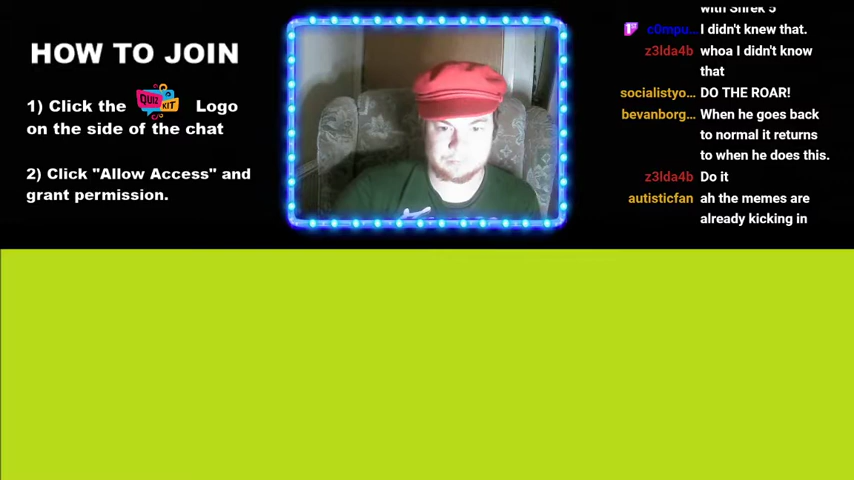 HOW TO JOIN
1) Click the QUIZ KIT Logo
on the side of the chat
2) Click "Allow Access" and
grant permission.
with Shrek 5
1ST c0mpu... I didn't knew that.
z3lda4b whoa I didn't know
that
socialistyo... DO THE ROAR!
bevanborg... When he goes back
to normal it returns
to when he does this.
z3lda4b Do it
autisticfan ah the memes are
already kicking in